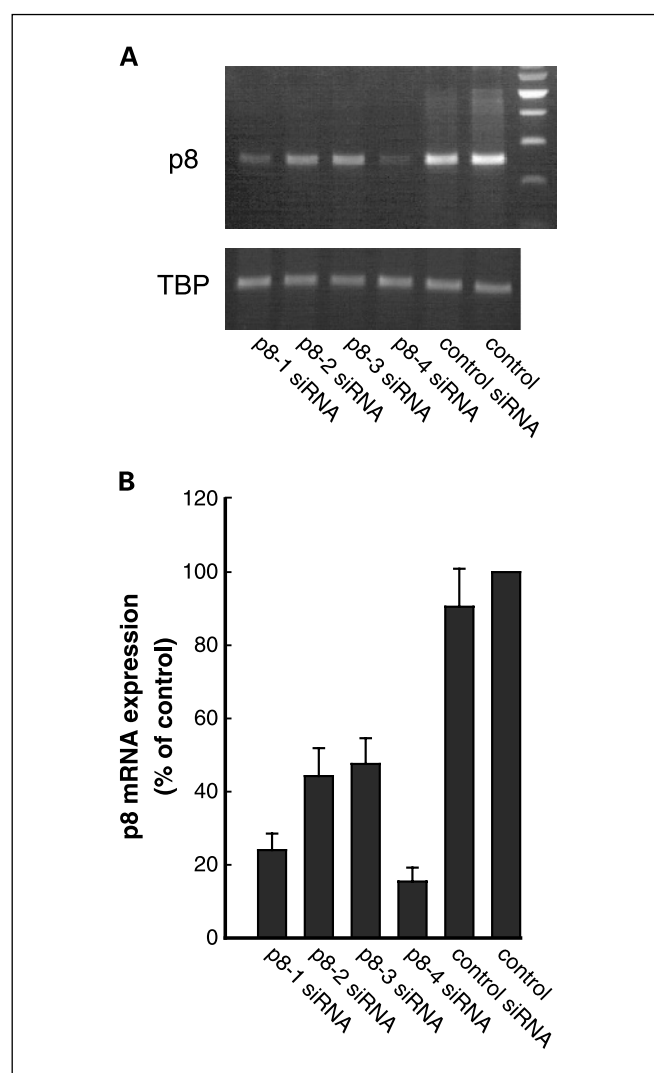 A
p8
TBP
p8-1 siRNA
p8-2 siRNA
p8-3 siRNA
p8-4 siRNA
control siRNA
control
B
p8 mRNA expression
(% of control)
120
100
80
60
40
20
0
p8-1 siRNA
p8-2 siRNA
p8-3 siRNA
p8-4 siRNA
control siRNA
control